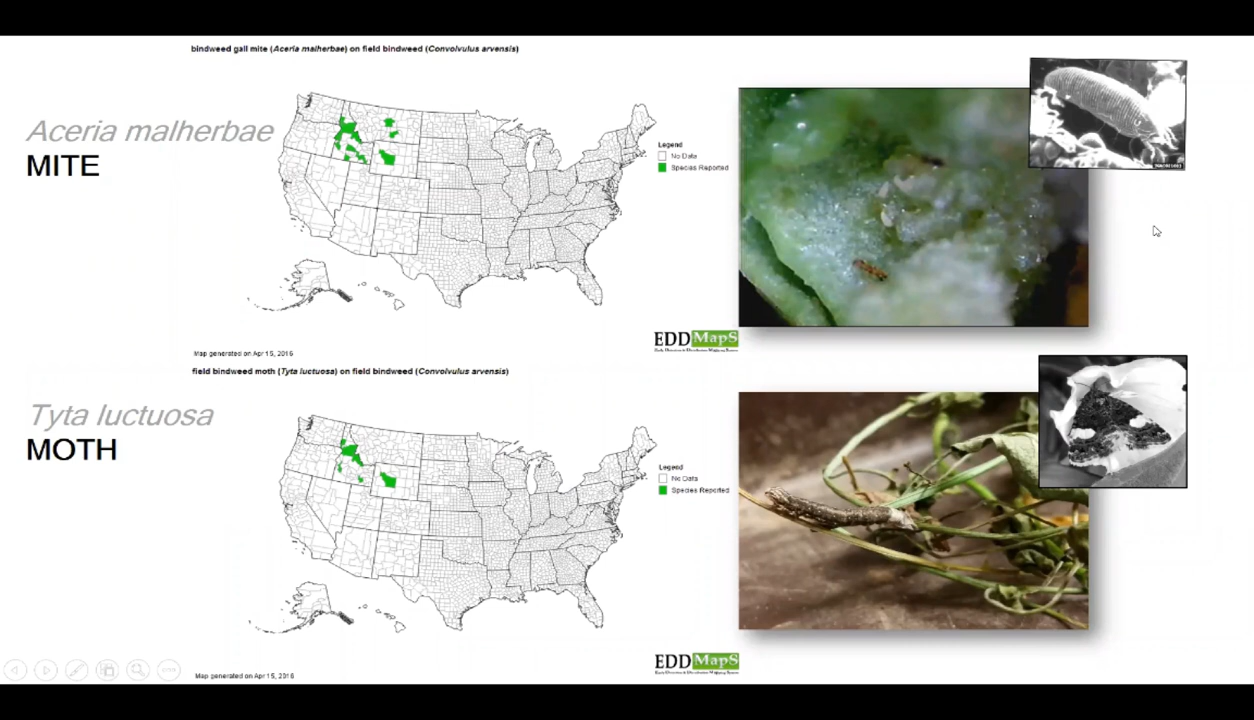 bindweed gall mite (Aceria malherbae) on field bindweed (Convolvulus arvensis)
Aceria malherbae
MITE
Legend
No Data
Species Reported
EDDMapS
Map generated on Apr 15, 2016
field bindweed moth (Tyta luctuosa) on field bindweed (Convolvulus arvensis)
Tyta luctuosa
MOTH
Legend
No Data
Species Reported
EDDMapS
Map generated on Apr 15, 2016